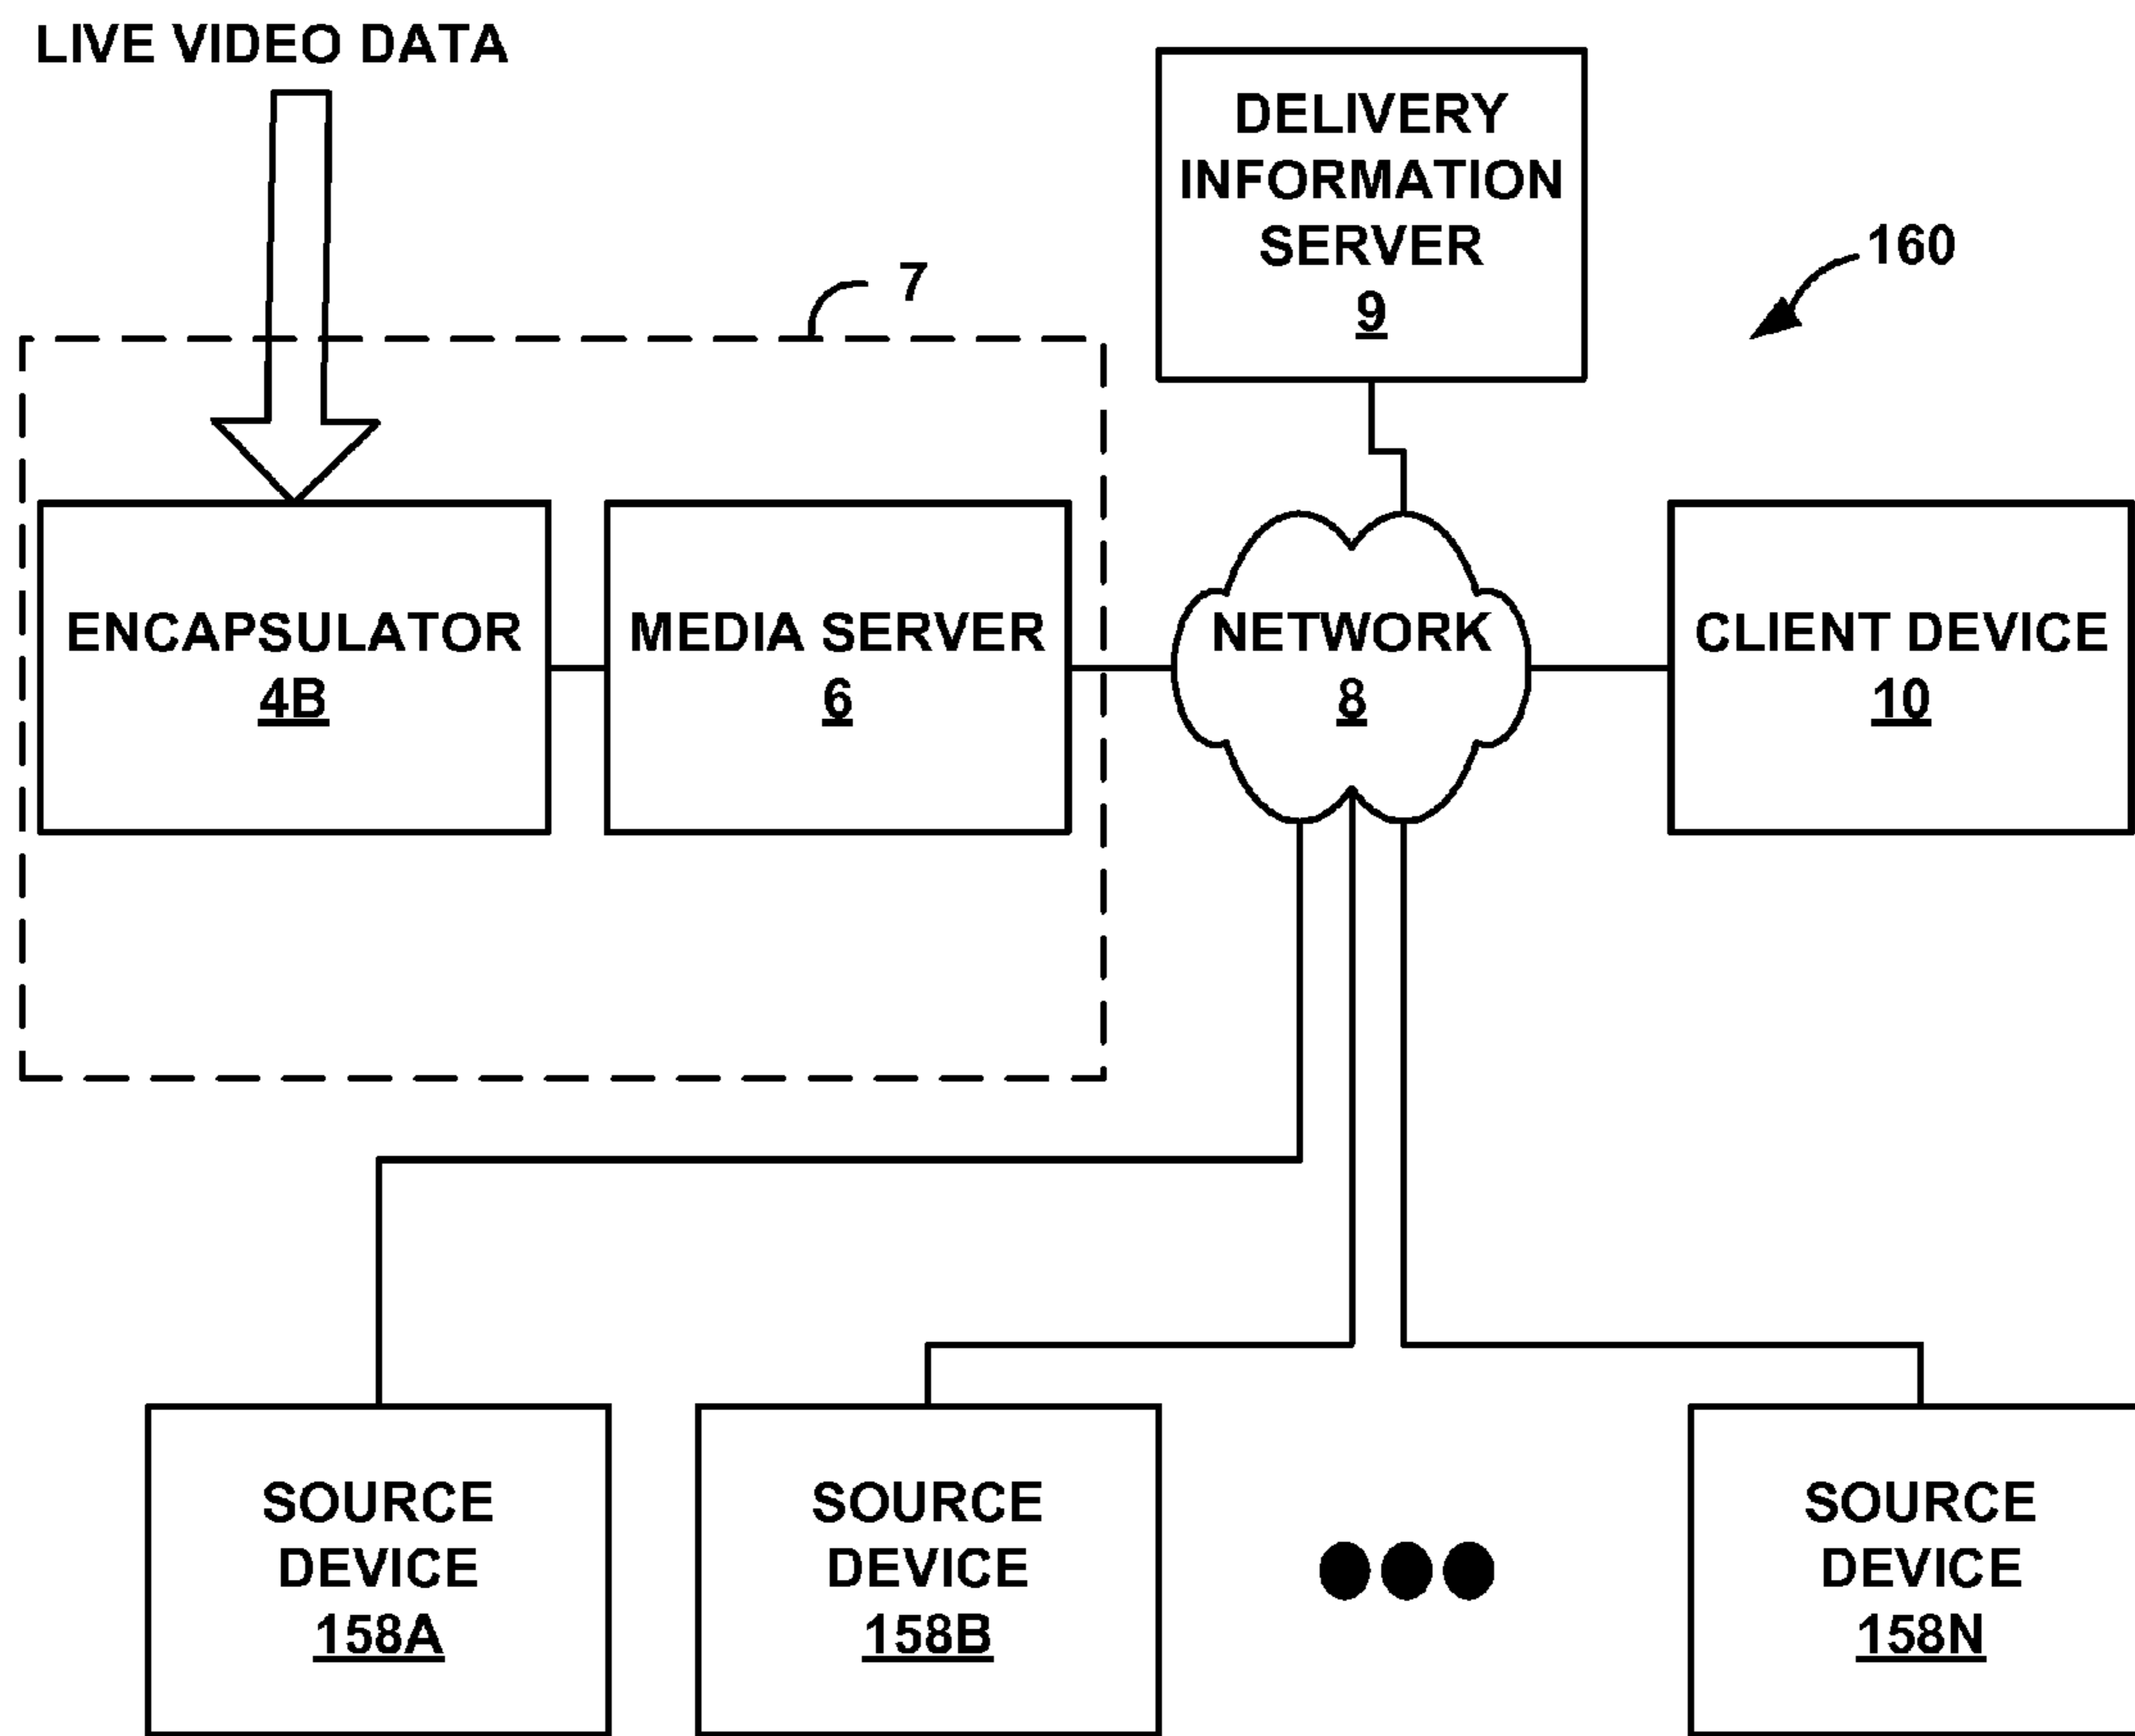 LIVE VIDEO DATA
DELIVERY
INFORMATION
SERVER
9
160
7
ENCAPSULATOR
4B
MEDIA SERVER
6
NETWORK
8
CLIENT DEVICE
10
SOURCE
DEVICE
158A
SOURCE
DEVICE
158B
SOURCE
DEVICE
158N